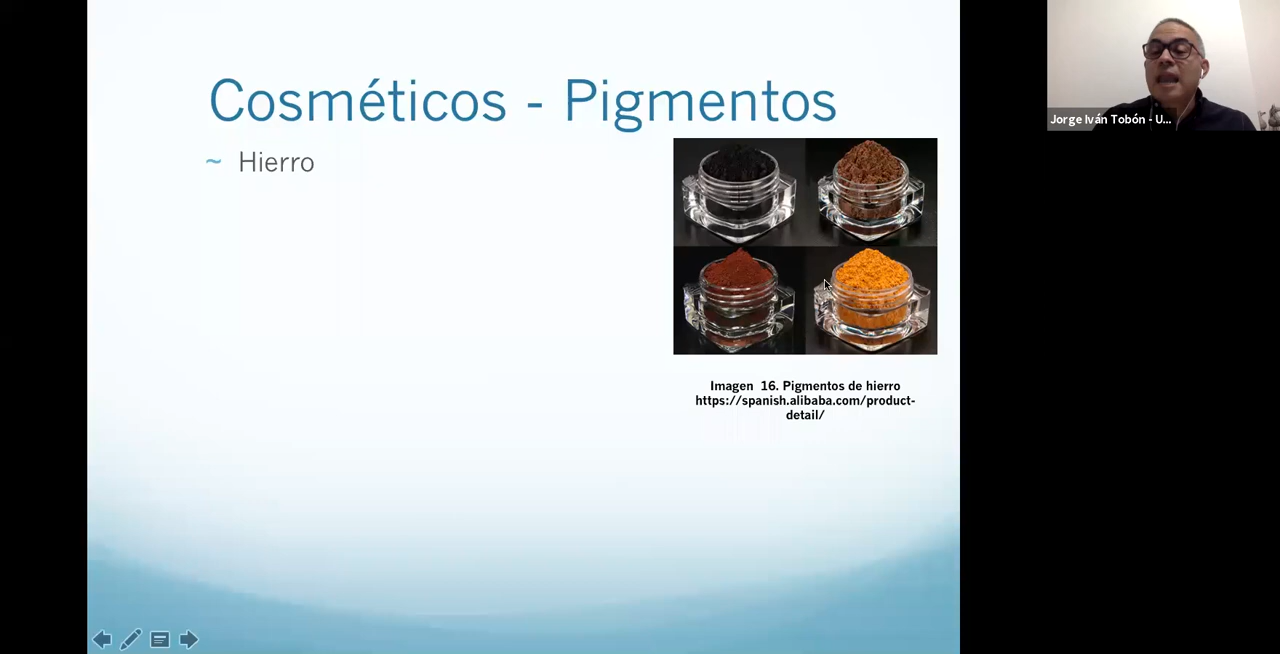 Cosméticos - Pigmentos
~ Hierro
Imagen 16. Pigmentos de hierro
https://spanish.alibaba.com/product-
detail/
Jorge Iván Tobón - U...